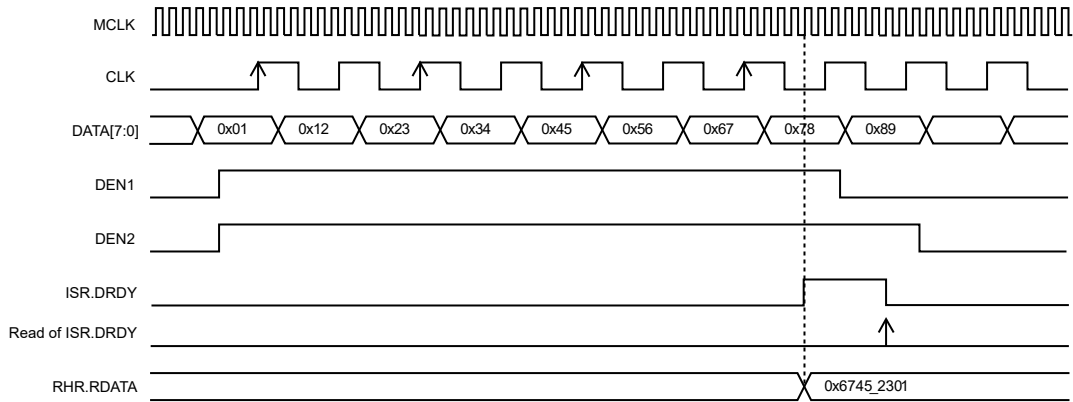 MCLK
CLK
DATA[7:0] 0x01 0x12 0x23 0x34 0x45 0x56 0x67 0x78 0x89
DEN1
DEN2
ISR.DRDY
Read of ISR.DRDY
RHR.RDATA 0x6745_2301